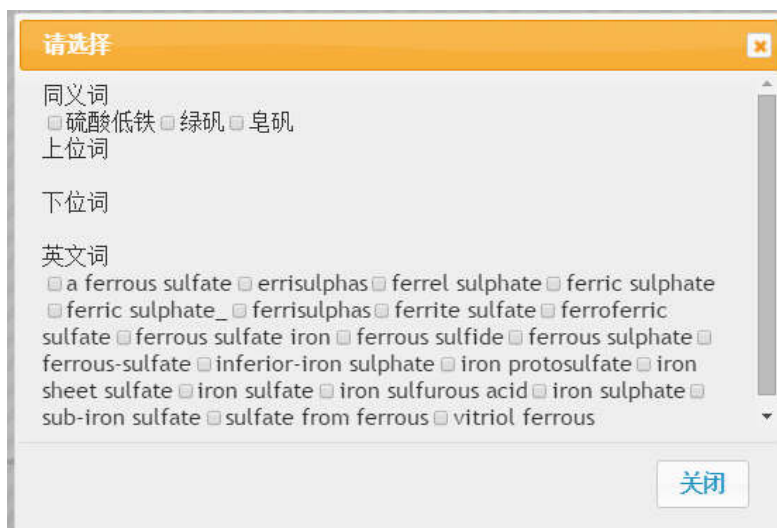 请选择
同义词
硫酸低铁 绿矾 皂矾
上位词
下位词
英文词
a ferrous sulfate errisulphas ferrel sulphate ferric sulphate
ferric sulphate_ ferrisulphas ferrite sulfate ferroferric
sulfate ferrous sulfate iron ferrous sulfide ferrous sulphate
ferrous-sulfate inferior-iron sulphate iron protosulfate iron
sheet sulfate iron sulfate iron sulfurous acid iron sulphate
sub-iron sulfate sulfate from ferrous vitriol ferrous
关闭